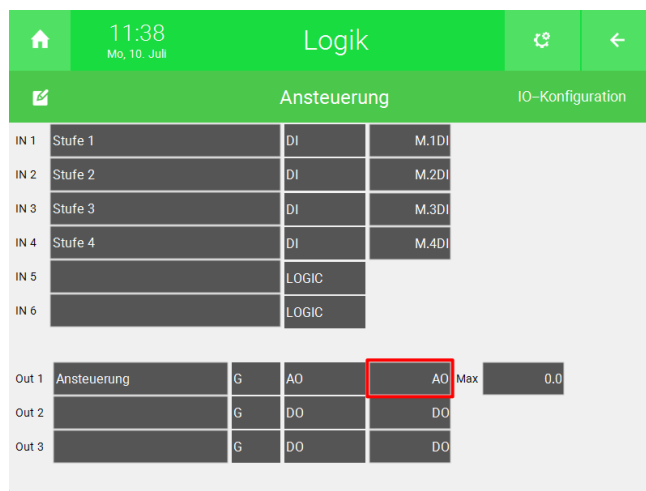 11:38
Mo, 10. Juli
Logik
Ansteuerung
IO–Konfiguration
IN 1 Stufe 1 DI M.1DI
IN 2 Stufe 2 DI M.2DI
IN 3 Stufe 3 DI M.3DI
IN 4 Stufe 4 DI M.4DI
IN 5 LOGIC
IN 6 LOGIC
Out 1 Ansteuerung G AO AO Max 0.0
Out 2 G DO DO
Out 3 G DO DO